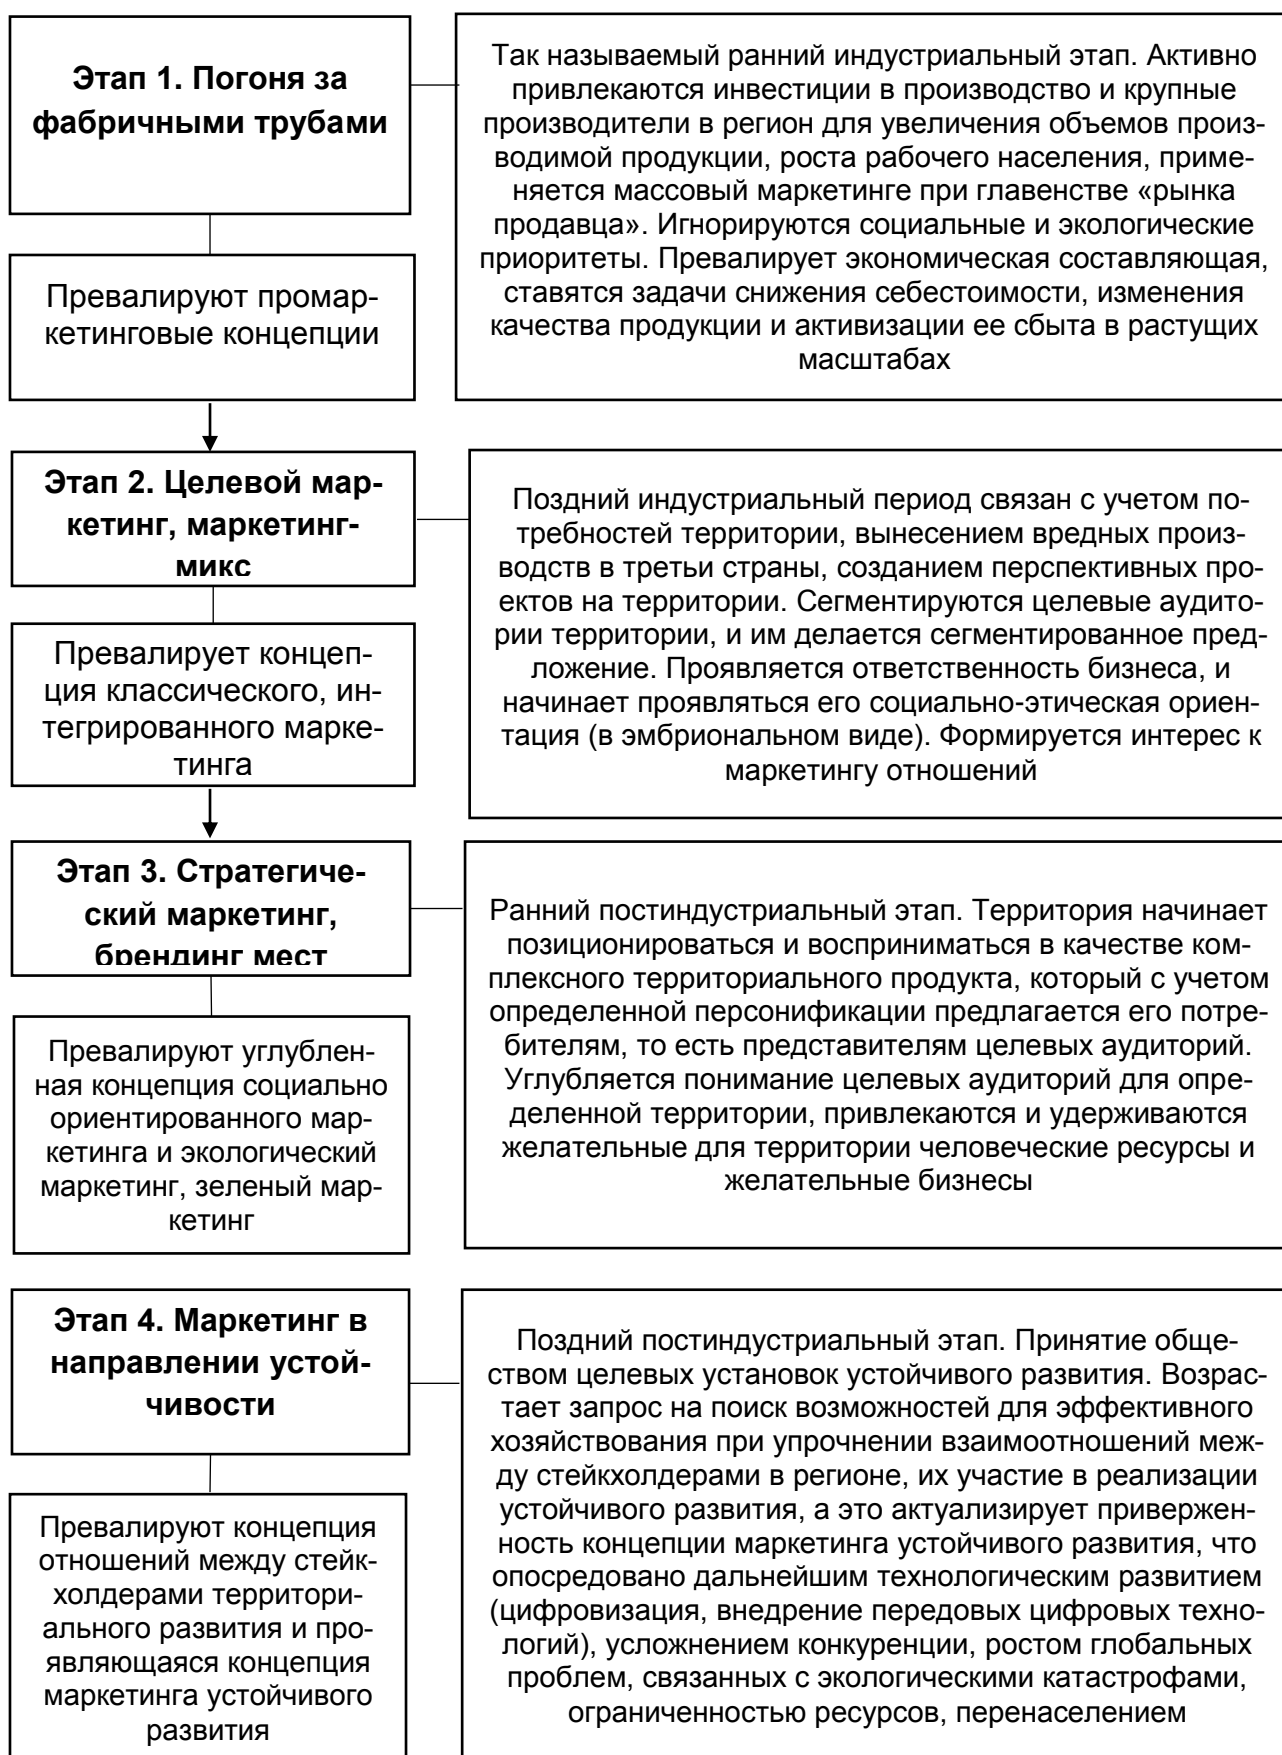 Этап 1. Погоня за
фабричными трубами
Так называемый ранний индустриальный этап. Активно
привлекаются инвестиции в производство и крупные
производители в регион для увеличения объемов произ-
водимой продукции, роста рабочего населения, приме-
няется массовый маркетинге при главенстве «рынка
продавца». Игнорируются социальные и экологические
приоритеты. Превалирует экономическая составляющая,
ставятся задачи снижения себестоимости, изменения
качества продукции и активизации ее сбыта в растущих
масштабах
Превалируют промар-
кетинговые концепции
Этап 2. Целевой мар-
кетинг, маркетинг-
микс
Поздний индустриальный период связан с учетом по-
требностей территории, вынесением вредных произ-
водств в третьи страны, созданием перспективных про-
ектов на территории. Сегментируются целевые аудито-
рии территории, и им делается сегментированное пред-
ложение. Проявляется ответственность бизнеса, и
начинает проявляться его социально-этическая ориен-
тация (в эмбриональном виде). Формируется интерес к
маркетингу отношений
Превалирует концеп-
ция классического, ин-
тегрированного марке-
тинга
Этап 3. Стратегиче-
ский маркетинг,
брендинг мест
Ранний постиндустриальный этап. Территория начинает
позиционироваться и восприниматься в качестве ком-
плексного территориального продукта, который с учетом
определенной персонификации предлагается его потре-
бителям, то есть представителям целевых аудиторий.
Углубляется понимание целевых аудиторий для опре-
деленной территории, привлекаются и удерживаются
желательные для территории человеческие ресурсы и
желательные бизнесы
Превалируют углублен-
ная концепция социально
ориентированного мар-
кетинга и экологический
маркетинг, зеленый мар-
кетинг
Этап 4. Маркетинг в
направлении устой-
чивости
Поздний постиндустриальный этап. Принятие обще-
ством целевых установок устойчивого развития. Возрас-
тает запрос на поиск возможностей для эффективного
хозяйствования при упрочнении взаимоотношений меж-
ду стейкхолдерами в регионе, их участие в реализации
устойчивого развития, а это актуализирует привержен-
ность концепции маркетинга устойчивого развития, что
опосредовано дальнейшим технологическим развитием
(цифровизация, внедрение передовых цифровых техно-
логий), усложнением конкуренции, ростом глобальных
проблем, связанных с экологическими катастрофами,
ограниченностью ресурсов, перенаселением
Превалируют концепция
отношений между стейк-
холдерами территори-
ального развития и про-
являющаяся концепция
маркетинга устойчивого
развития